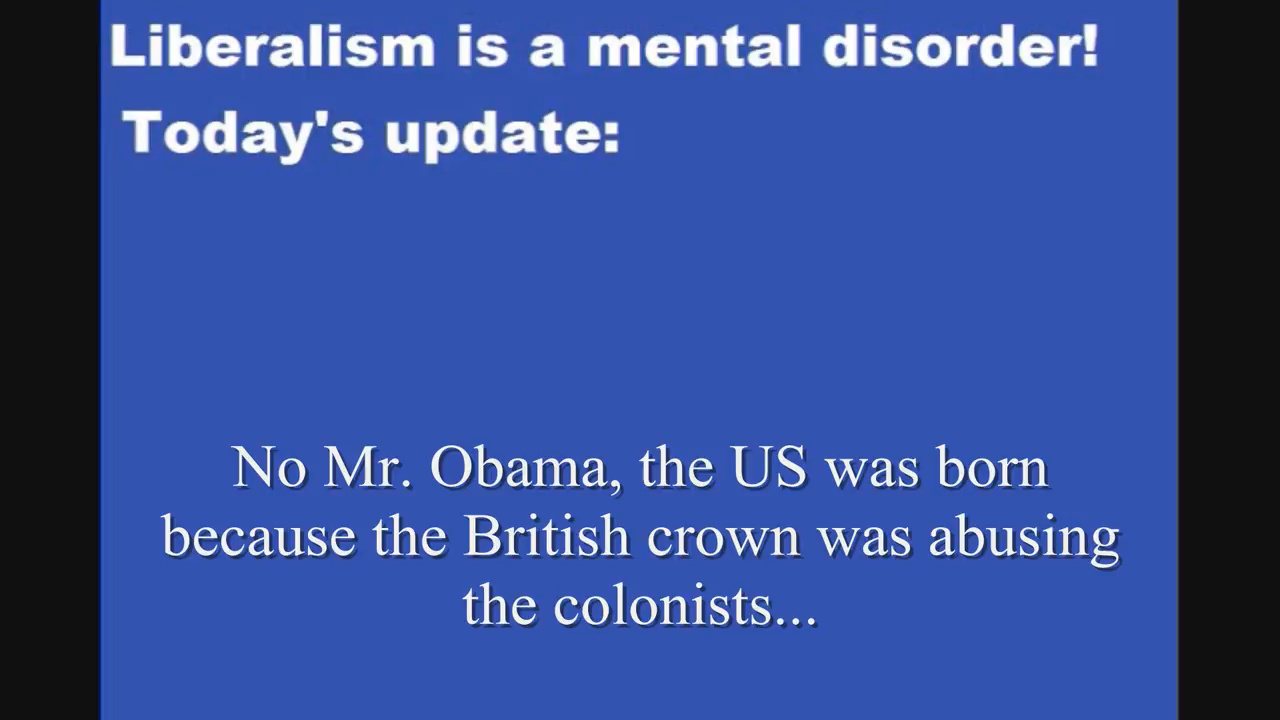 Liberalism is a mental disorder!
Today's update:
No Mr. Obama, the US was born
because the British crown was abusing
the colonists...